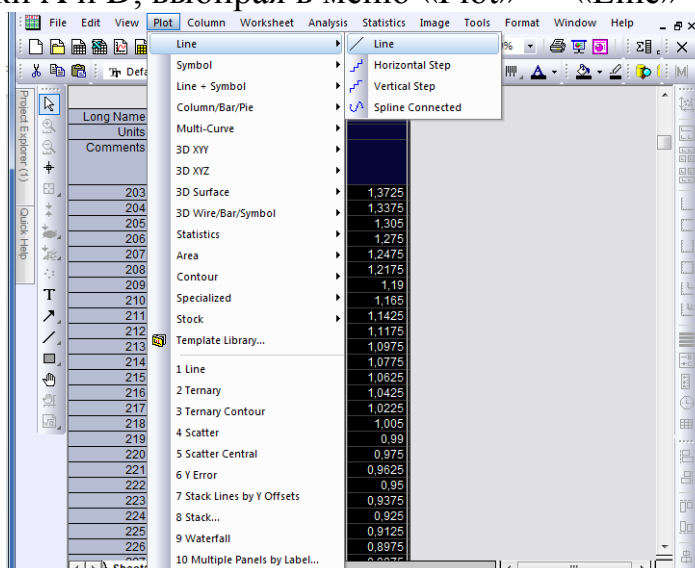 File Edit View Plot Column Worksheet Analysis Statistics Image Tools Format Window Help
Line
Symbol
Line + Symbol
Column/Bar/Pie
Multi-Curve
3D XYY
3D XYZ
3D Surface
3D Wire/Bar/Symbol
Statistics
Area
Contour
Specialized
Stock
Template Library...
1 Line
2 Ternary
3 Ternary Contour
4 Scatter
5 Scatter Central
6 Y Error
7 Stack Lines by Y Offsets
8 Stack...
9 Waterfall
10 Multiple Panels by Label...
Line
Horizontal Step
Vertical Step
Spline Connected
Project Explorer (1)
Quick Help
Long Name
Units
Comments
203 1,3725
204 1,3375
205 1,305
206 1,275
207 1,2475
208 1,2175
209 1,19
210 1,165
211 1,1425
212 1,1175
213 1,0975
214 1,0775
215 1,0625
216 1,0425
217 1,0225
218 1,005
219 0,99
220 0,975
221 0,9625
222 0,95
223 0,9375
224 0,925
225 0,9125
226 0,8975